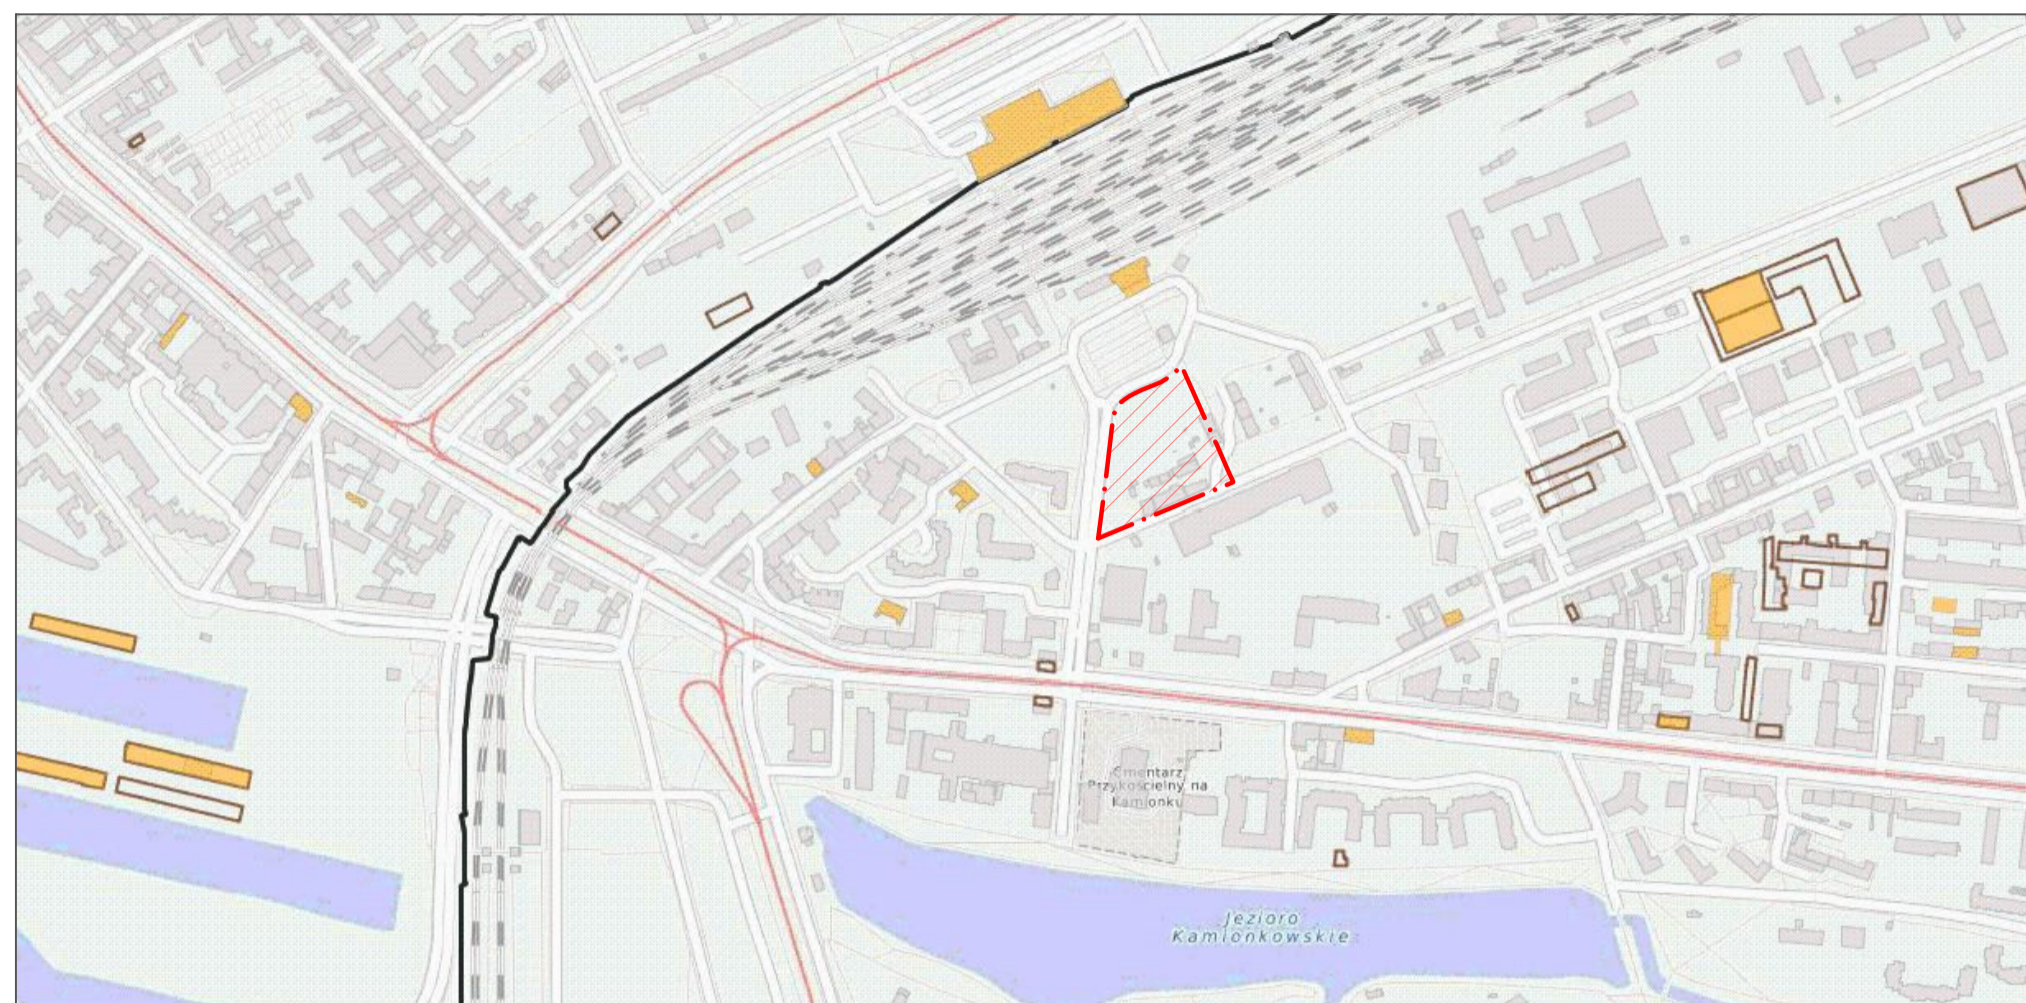 Cmentarz
Przykościelny na
Kamionku
Jezioro
Kamionkowskie